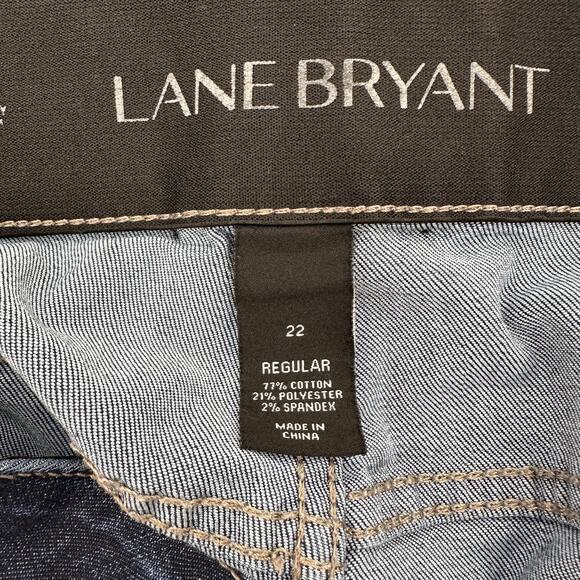 LANE BRYANT
22
REGULAR
77% COTTON
21% POLYESTER
2% SPANDEX
MADE IN
CHINA